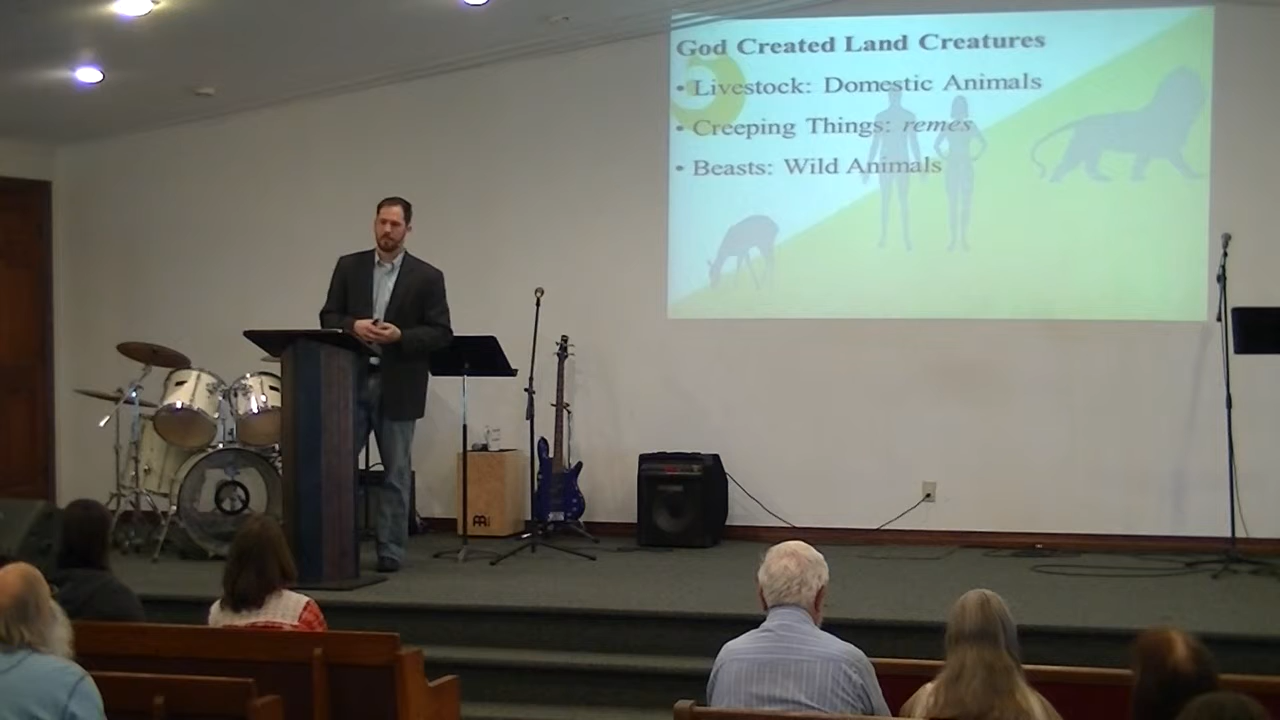 God Created Land Creatures
• Livestock: Domestic Animals
• Creeping Things: remes
• Beasts: Wild Animals